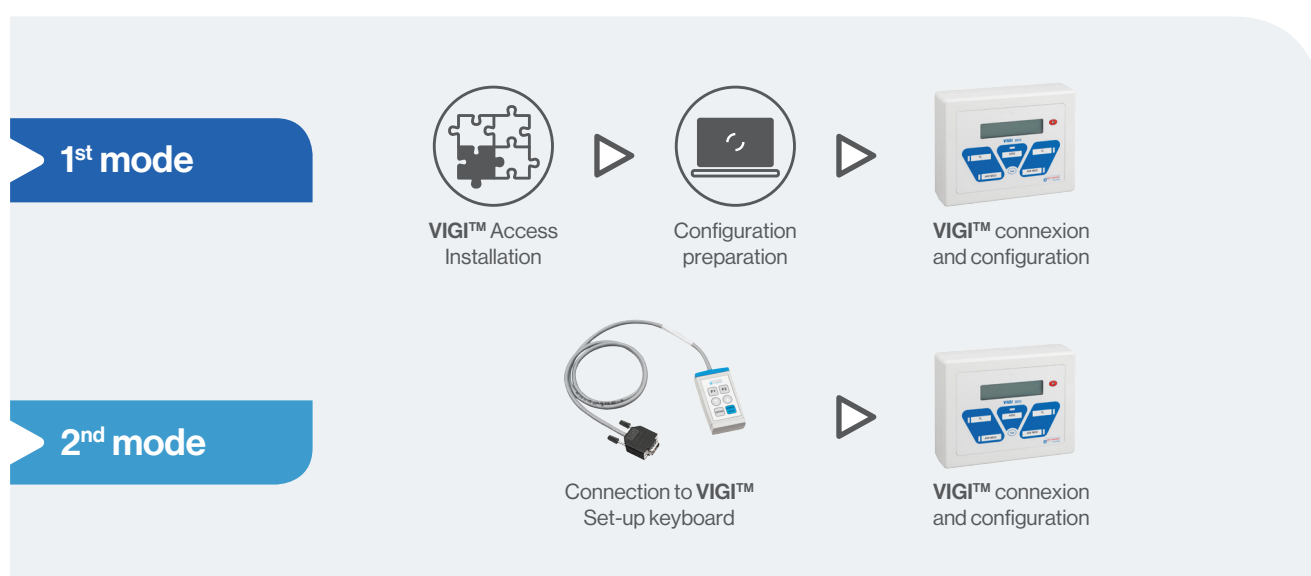 1st mode
VIGI™ Access
Installation
Configuration
preparation
VIGI™ connexion
and configuration
2nd mode
Connection to VIGI™
Set-up keyboard
VIGI™ connexion
and configuration